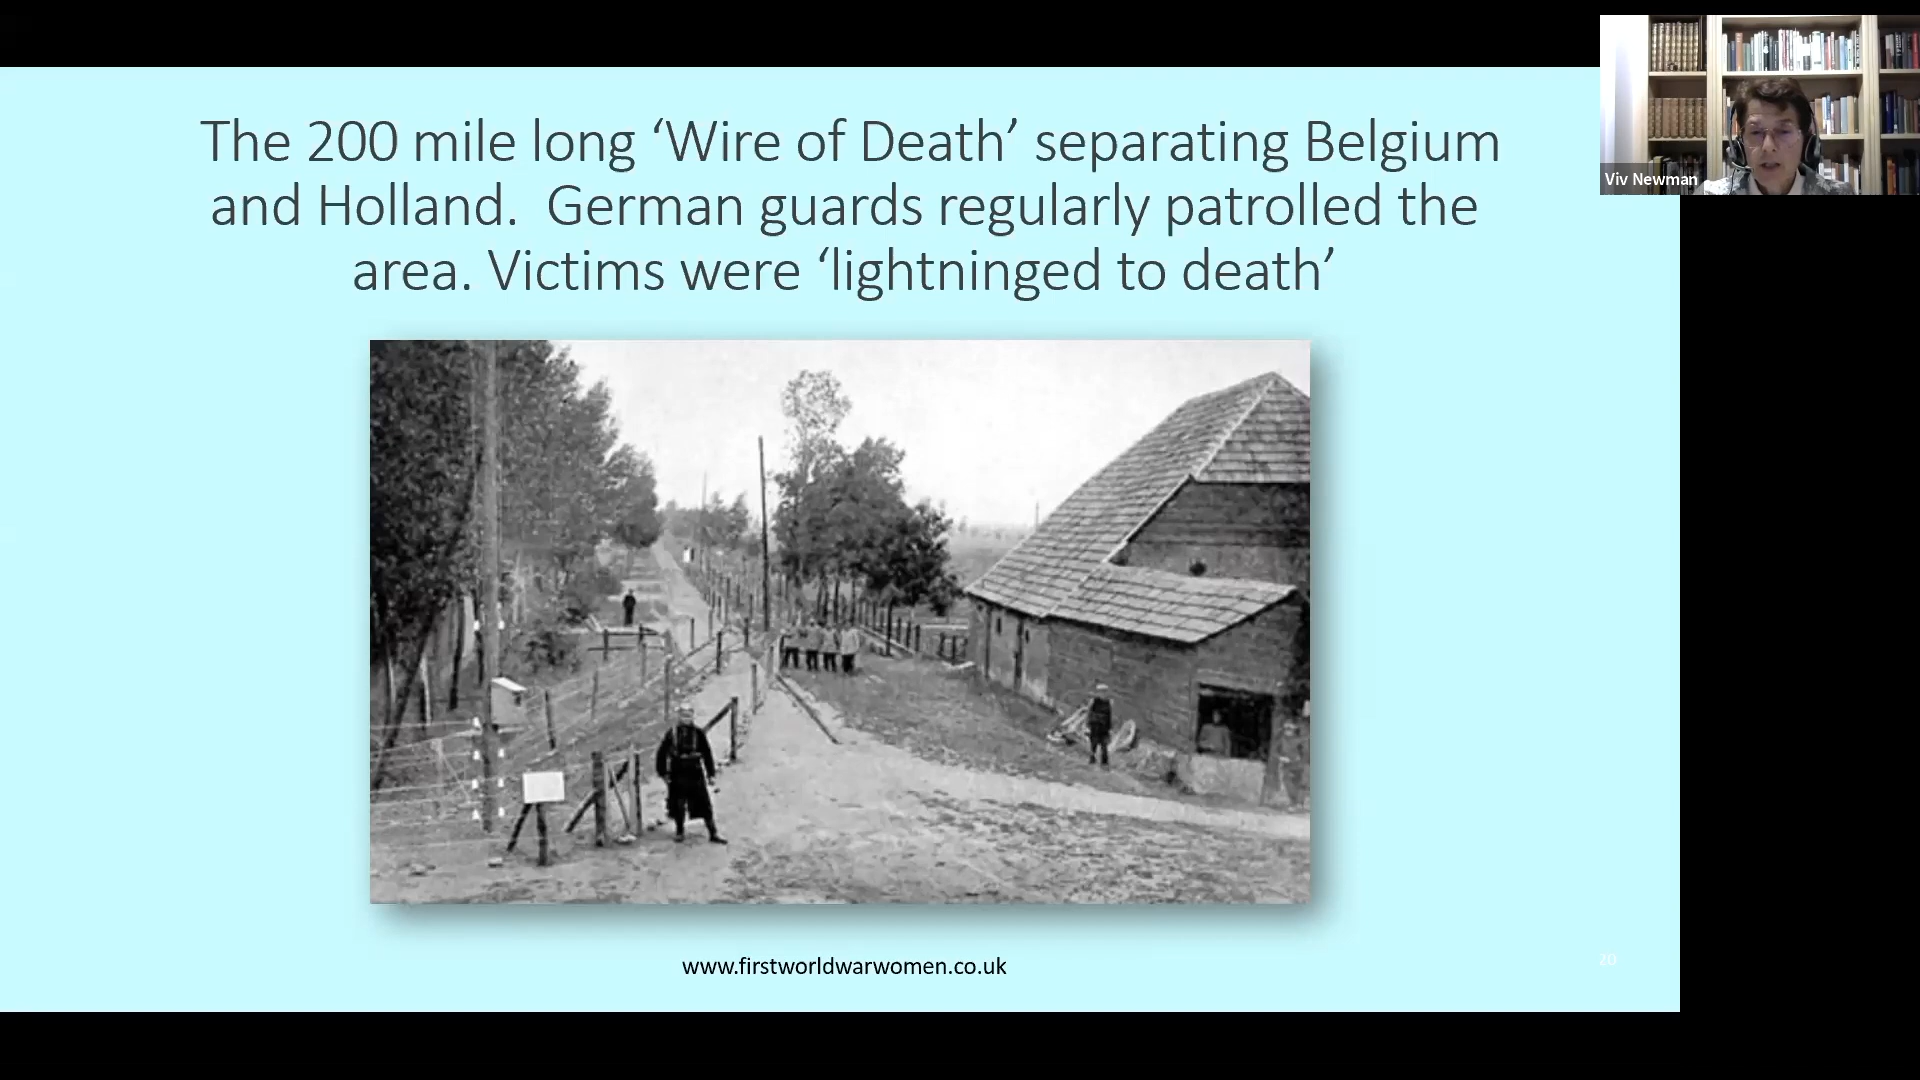 The 200 mile long ‘Wire of Death’ separating Belgium
and Holland.  German guards regularly patrolled the
area. Victims were ‘lightninged to death’
Viv Newman
www.firstworldwarwomen.co.uk
20